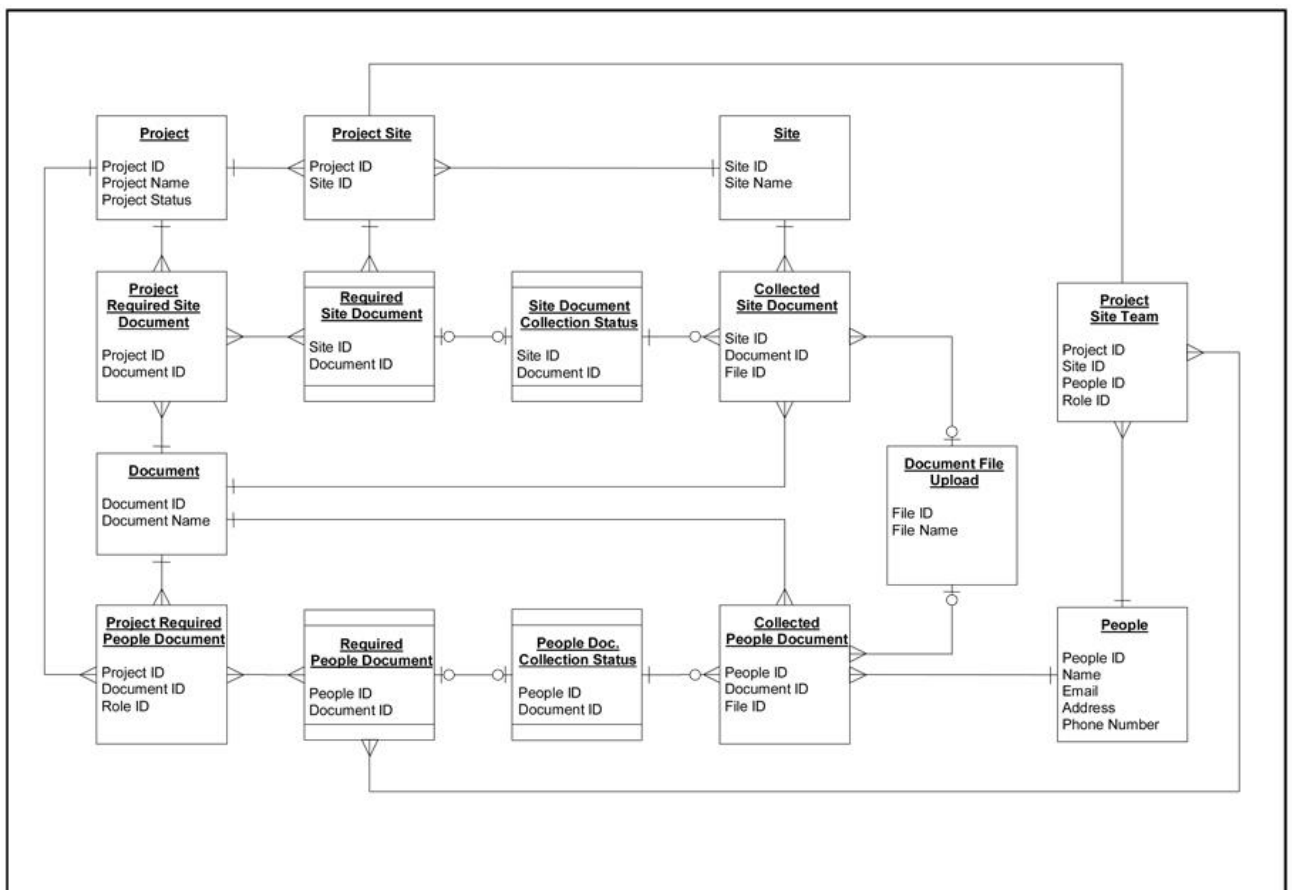 Project
Project ID
Project Name
Project Status
Project Site
Project ID
Site ID
Site
Site ID
Site Name
Project
Required Site
Document
Project ID
Document ID
Required
Site Document
Site ID
Document ID
Site Document
Collection Status
Site ID
Document ID
Collected
Site Document
Site ID
Document ID
File ID
Project
Site Team
Project ID
Site ID
People ID
Role ID
Document
Document ID
Document Name
Document File
Upload
File ID
File Name
Project Required
People Document
Project ID
Document ID
Role ID
Required
People Document
People ID
Document ID
People Doc.
Collection Status
People ID
Document ID
Collected
People Document
People ID
Document ID
File ID
People
People ID
Name
Email
Address
Phone Number